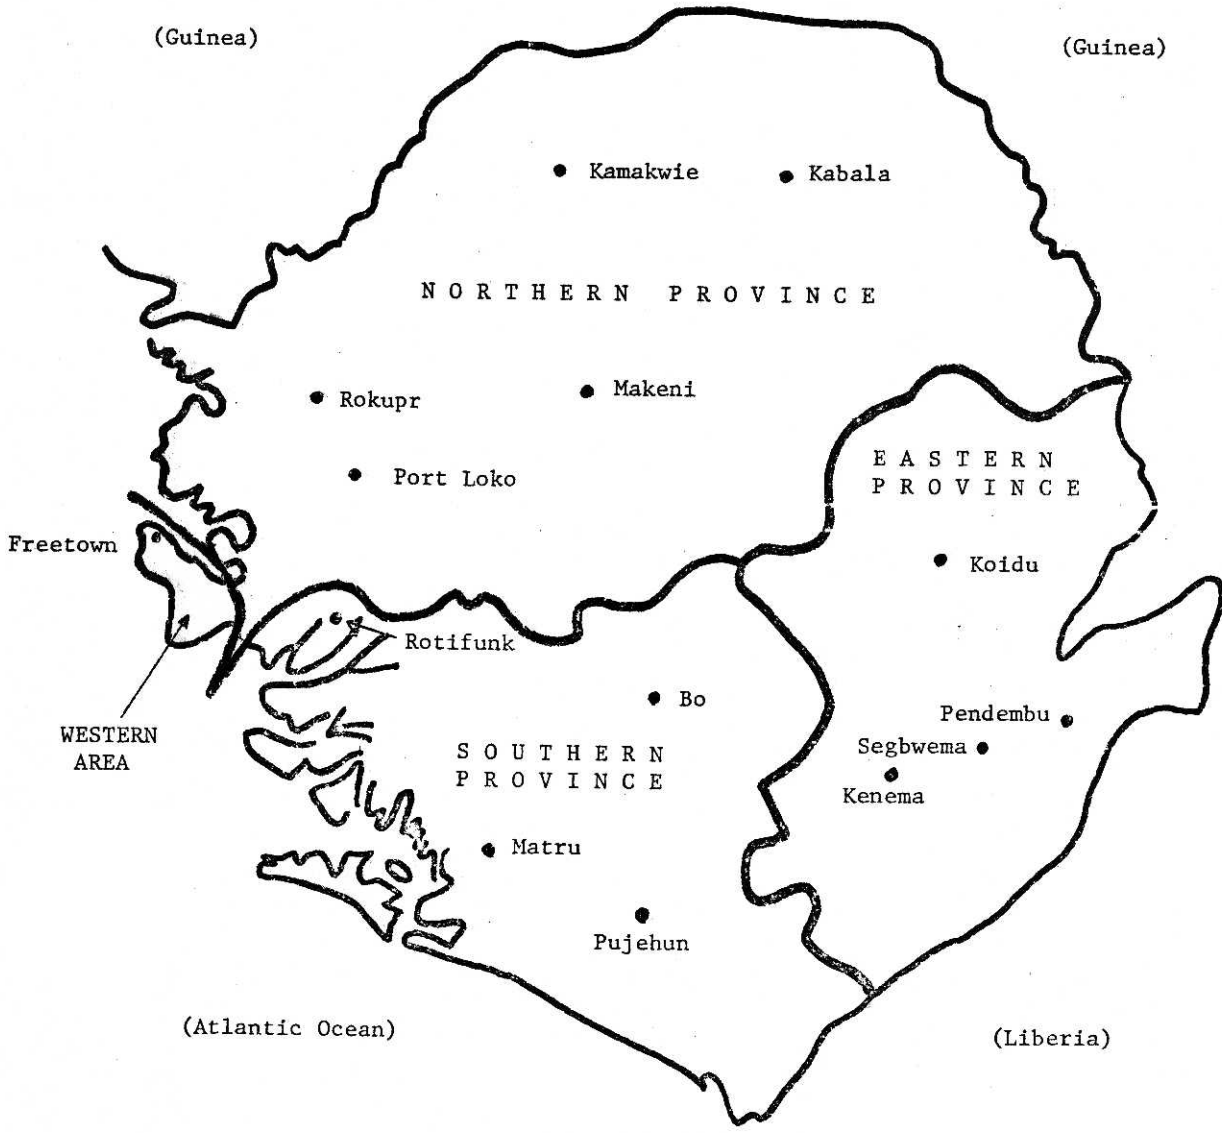 (Guinea)
(Guinea)
Kamakwie
Kabala
NORTHERN PROVINCE
Rokupr
Makeni
Port Loko
EASTERN
PROVINCE
Freetown
Koidu
Rotifunk
Bo
Pendembu
WESTERN
AREA
Segbwema
SOUTHERN
PROVINCE
Kenema
Matru
Pujehun
(Atlantic Ocean)
(Liberia)